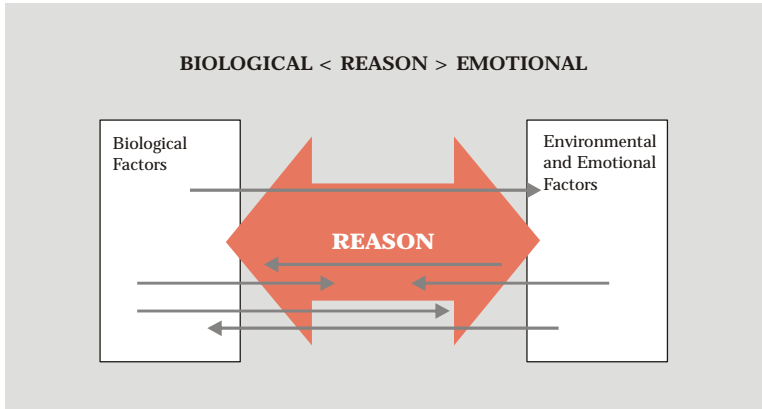 BIOLOGICAL < REASON > EMOTIONAL
Biological
Factors
Environmental
and Emotional
Factors
REASON